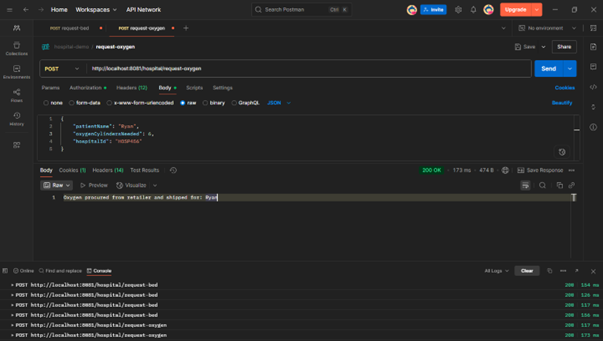 Home Workspaces API Network
Search Postman Ctrl K
Invite Upgrade
POST request-bed POST request-oxygen No environment
hospital-demo / request-oxygen Save Share
POST http://localhost:8081/hospital/request-oxygen Send
Params Authorization Headers (12) Body Scripts Settings Cookies
none form-data x-www-form-urlencoded raw binary GraphQL JSON Beautify
Collections
Environments
Flows
History
1 {
2 "patientName": "Ryan",
3 "oxygenCylindersNeeded": 6,
4 "hospitalId": "HOSP456"
5 }
Body Cookies (1) Headers (14) Test Results 200 OK 173 ms 474 B Save Response
Raw Preview Visualize
1 Oxygen procured from retailer and shipped for: Ryan
Online Find and replace Console All Logs Clear
POST http://localhost:8081/hospital/request-bed 200 154 ms
POST http://localhost:8081/hospital/request-bed 200 126 ms
POST http://localhost:8081/hospital/request-bed 200 117 ms
POST http://localhost:8081/hospital/request-bed 200 156 ms
POST http://localhost:8081/hospital/request-oxygen 200 117 ms
POST http://localhost:8081/hospital/request-oxygen 200 173 ms